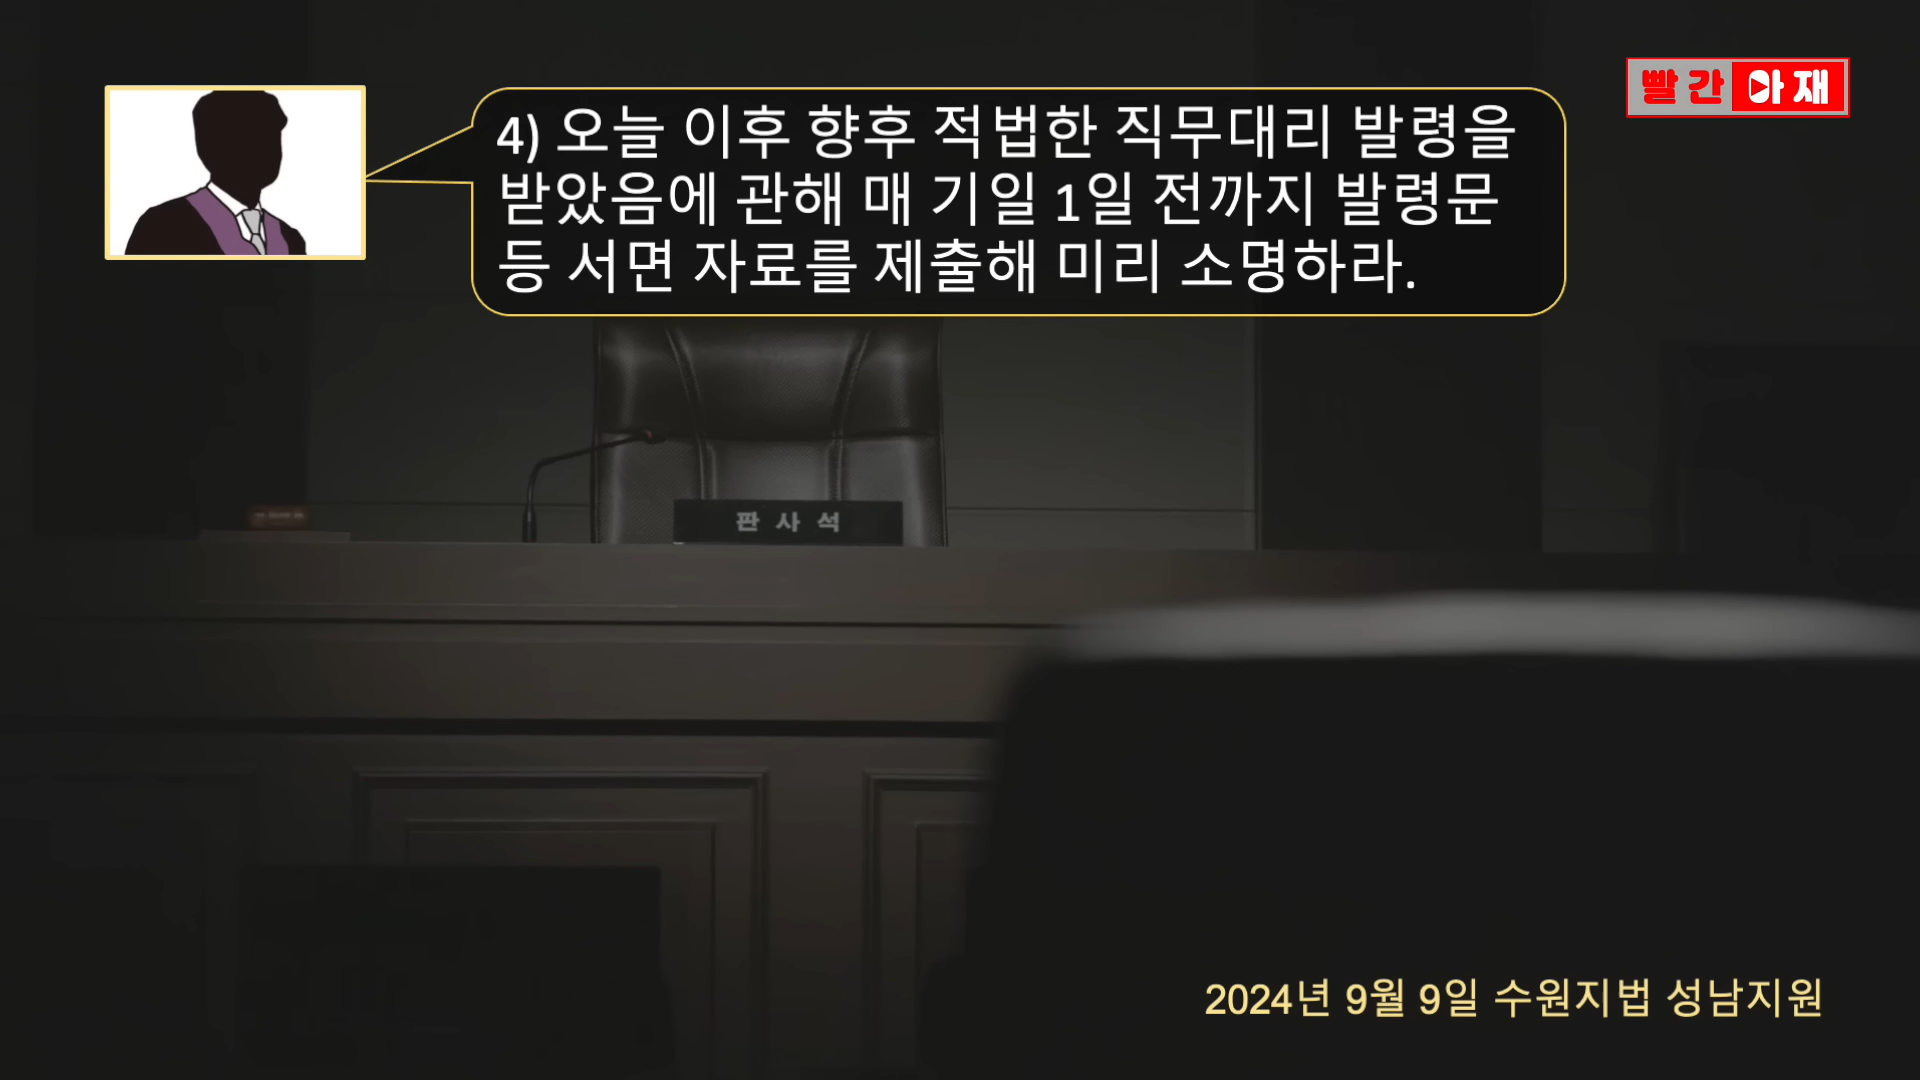 빨간아재
4) 오늘 이후 향후 적법한 직무대리 발령을
받았음에 관해 매 기일 1일 전까지 발령문
등 서면 자료를 제출해 미리 소명하라.
판사석
2024년 9월 9일 수원지법 성남지원